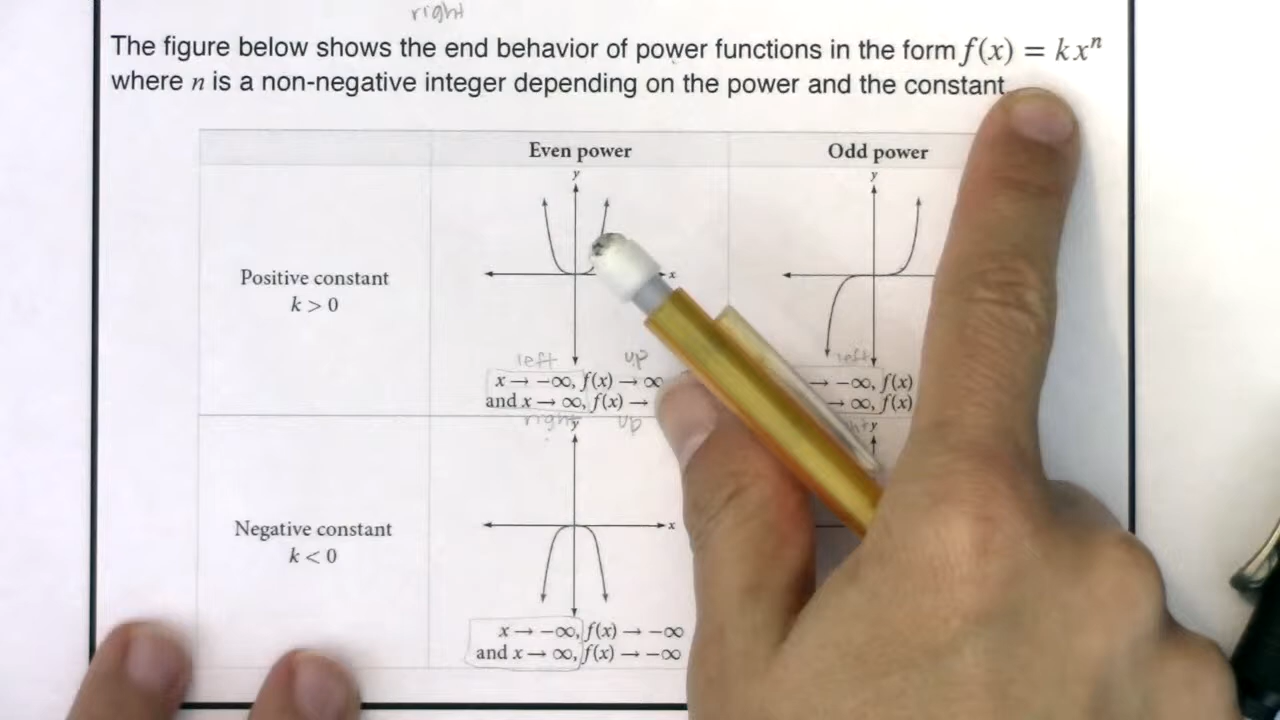 right
The figure below shows the end behavior of power functions in the form f(x) = kxⁿ
where n is a non-negative integer depending on the power and the constant.
Even power
Odd power
y
y
Positive constant
k > 0
x
left up
left
x → −∞, f(x) → ∞
and x → ∞, f(x) →
→ −∞, f(x)
→ ∞, f(x)
right up
y
y
Negative constant
k < 0
x
x → −∞, f(x) → −∞
and x → ∞, f(x) → −∞